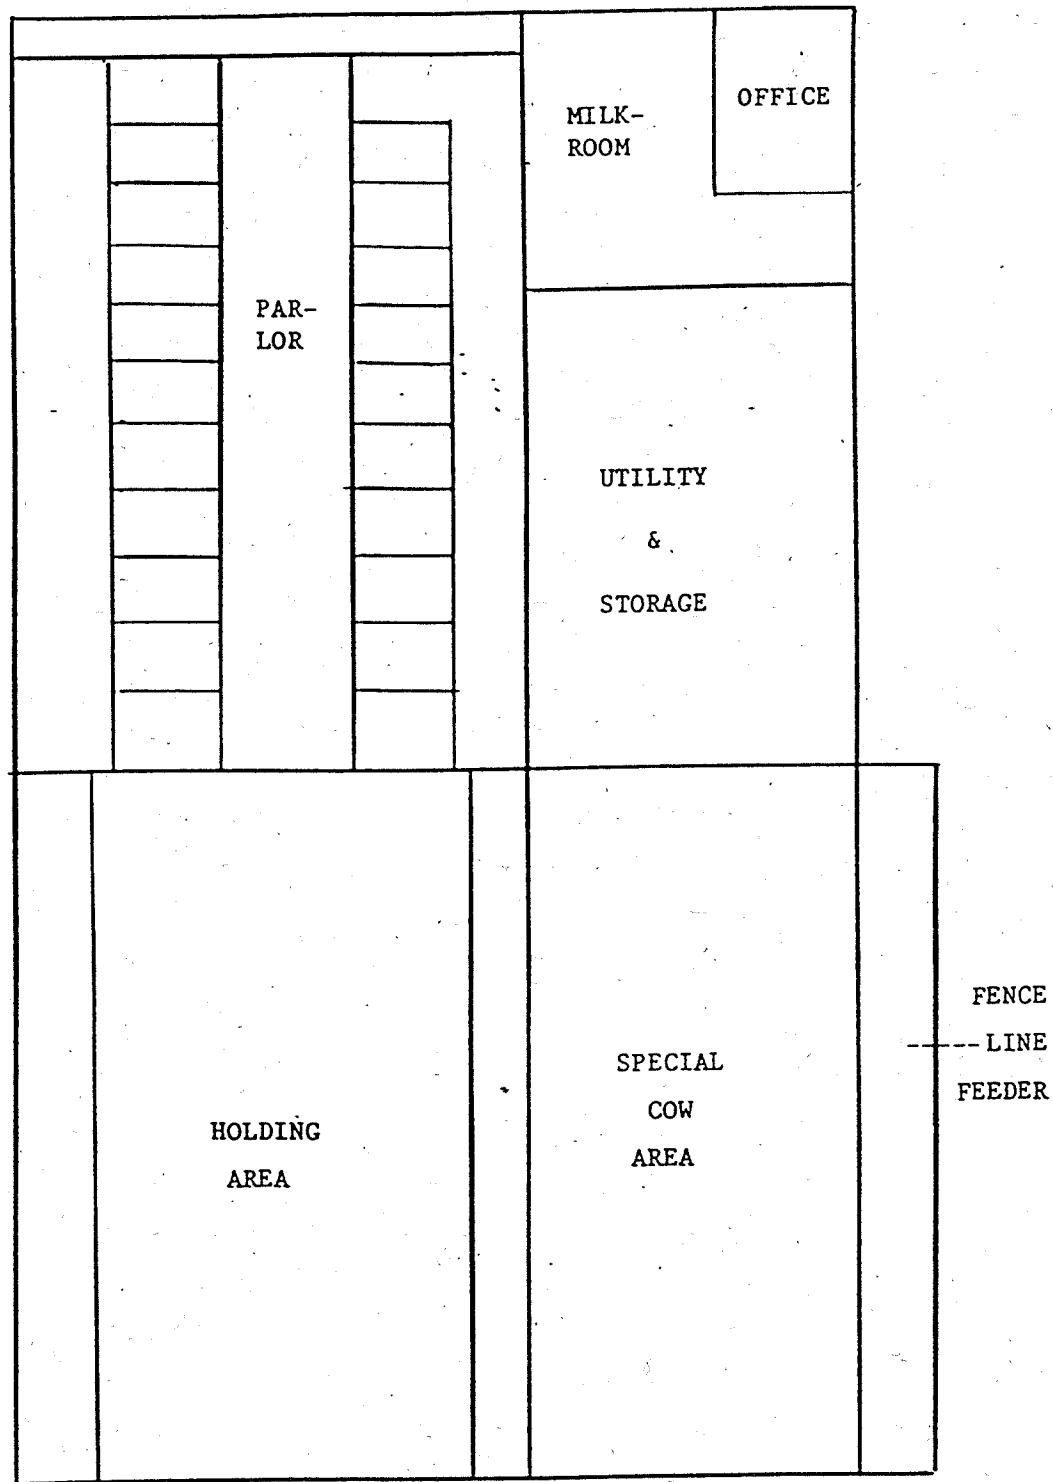 MILK-
ROOM
OFFICE
PAR-
LOR
UTILITY
&
STORAGE
HOLDING
AREA
SPECIAL
COW
AREA
FENCE
LINE
FEEDER